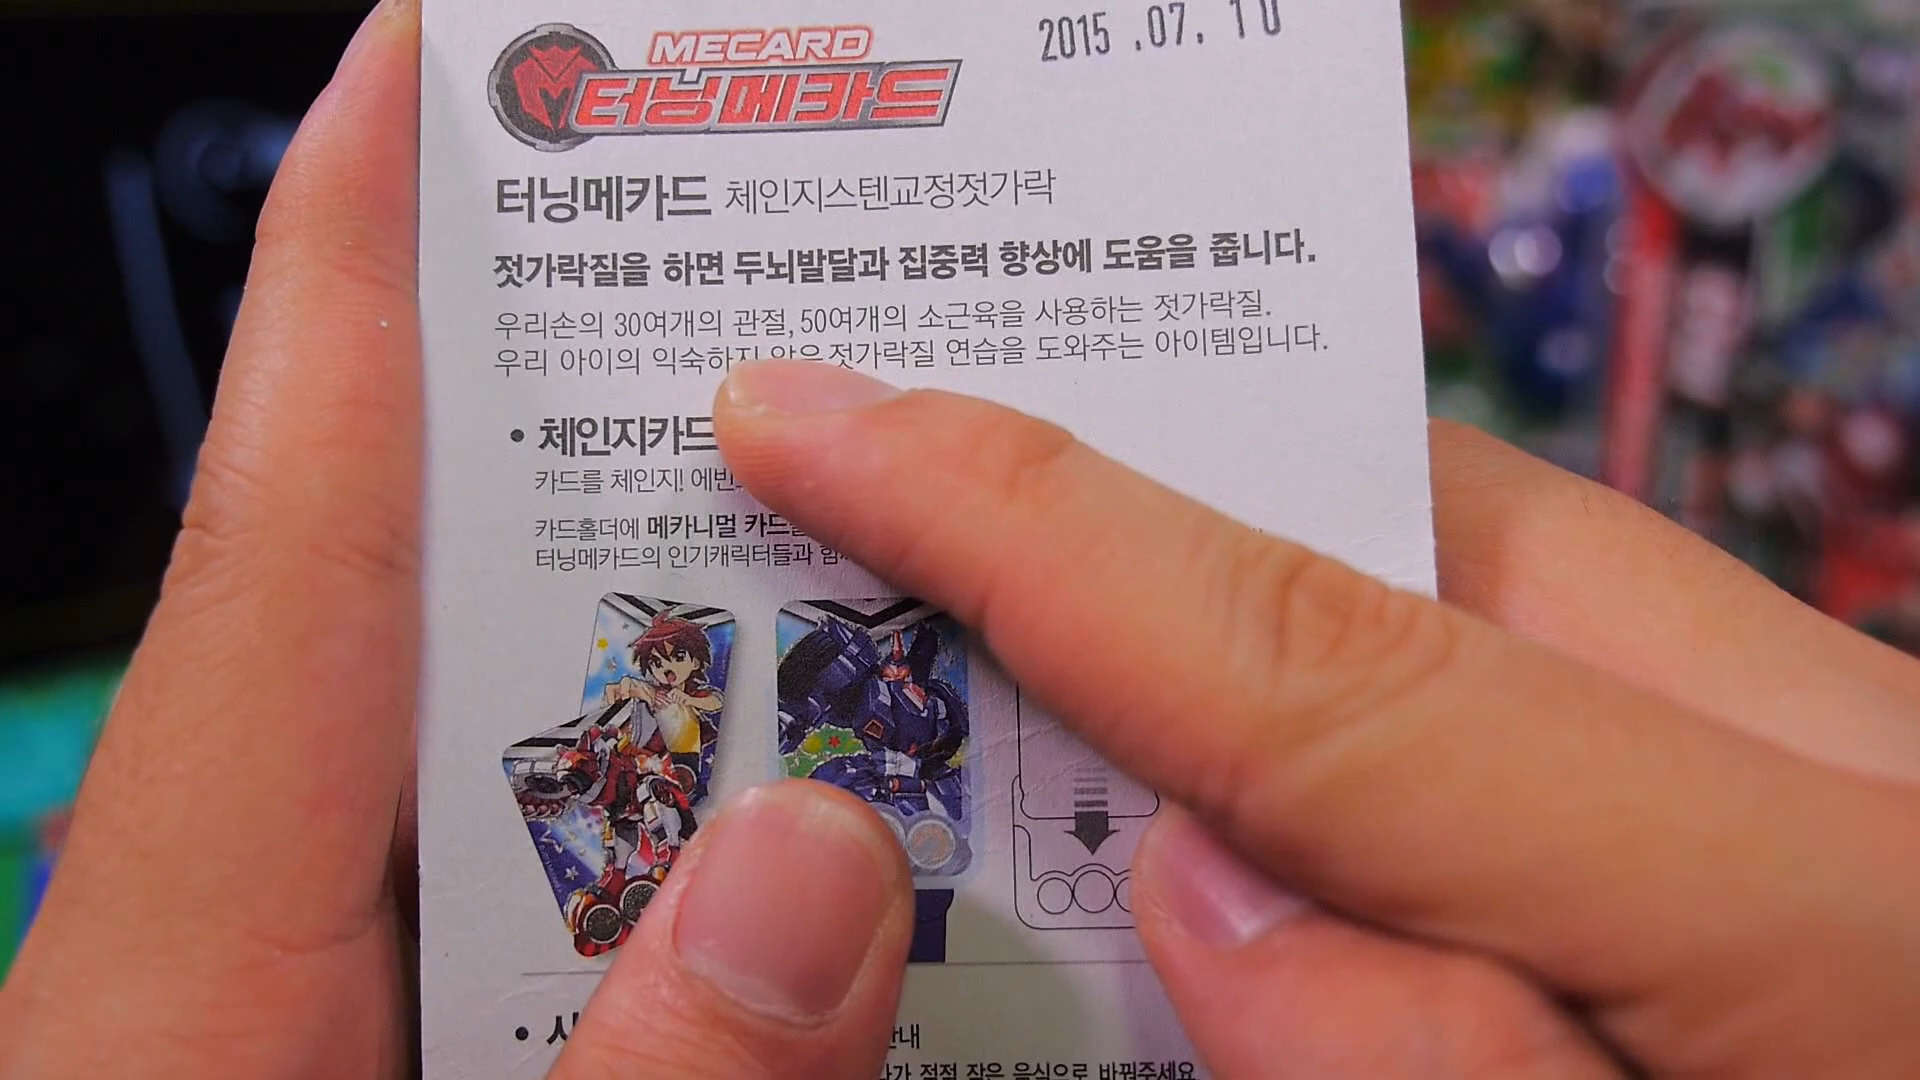 MECARD
터닝메카드
2015 .07. 10
터닝메카드 체인지스텐교정젓가락
젓가락질을 하면 두뇌발달과 집중력 향상에 도움을 줍니다.
우리손의 30여개의 관절, 50여개의 소근육을 사용하는 젓가락질.
우리 아이의 익숙하지 않은 젓가락질 연습을 도와주는 아이템입니다.
• 체인지카드
카드를 체인지! 에반
카드홀더에 메카니멀 카드를
터닝메카드의 인기캐릭터들과 함
• 사
안내
점점 작은 음식으로 바꿔주세요